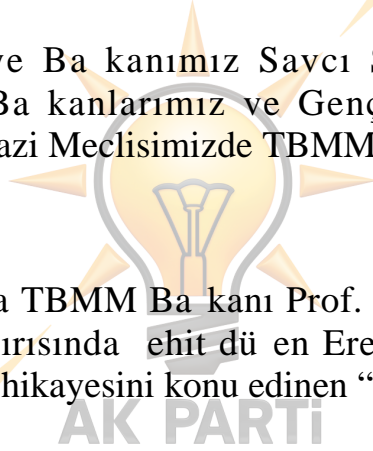 ve Ba kanımız Savcı S
Ba kanlarımız ve Genç
azi Meclisimizde TBMM
a TBMM Ba kanı Prof.
ırısında ehit dü en Ere
hikayesini konu edinen “
AK PARTi